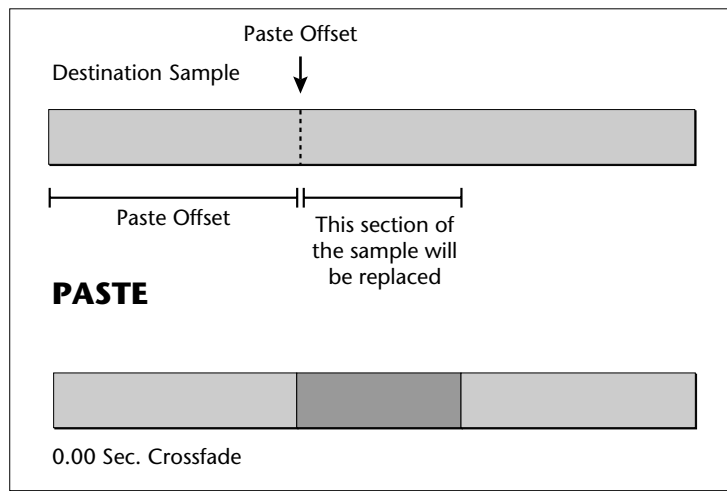 Paste Offset
Destination Sample
Paste Offset
This section of
the sample will
be replaced
PASTE
0.00 Sec. Crossfade